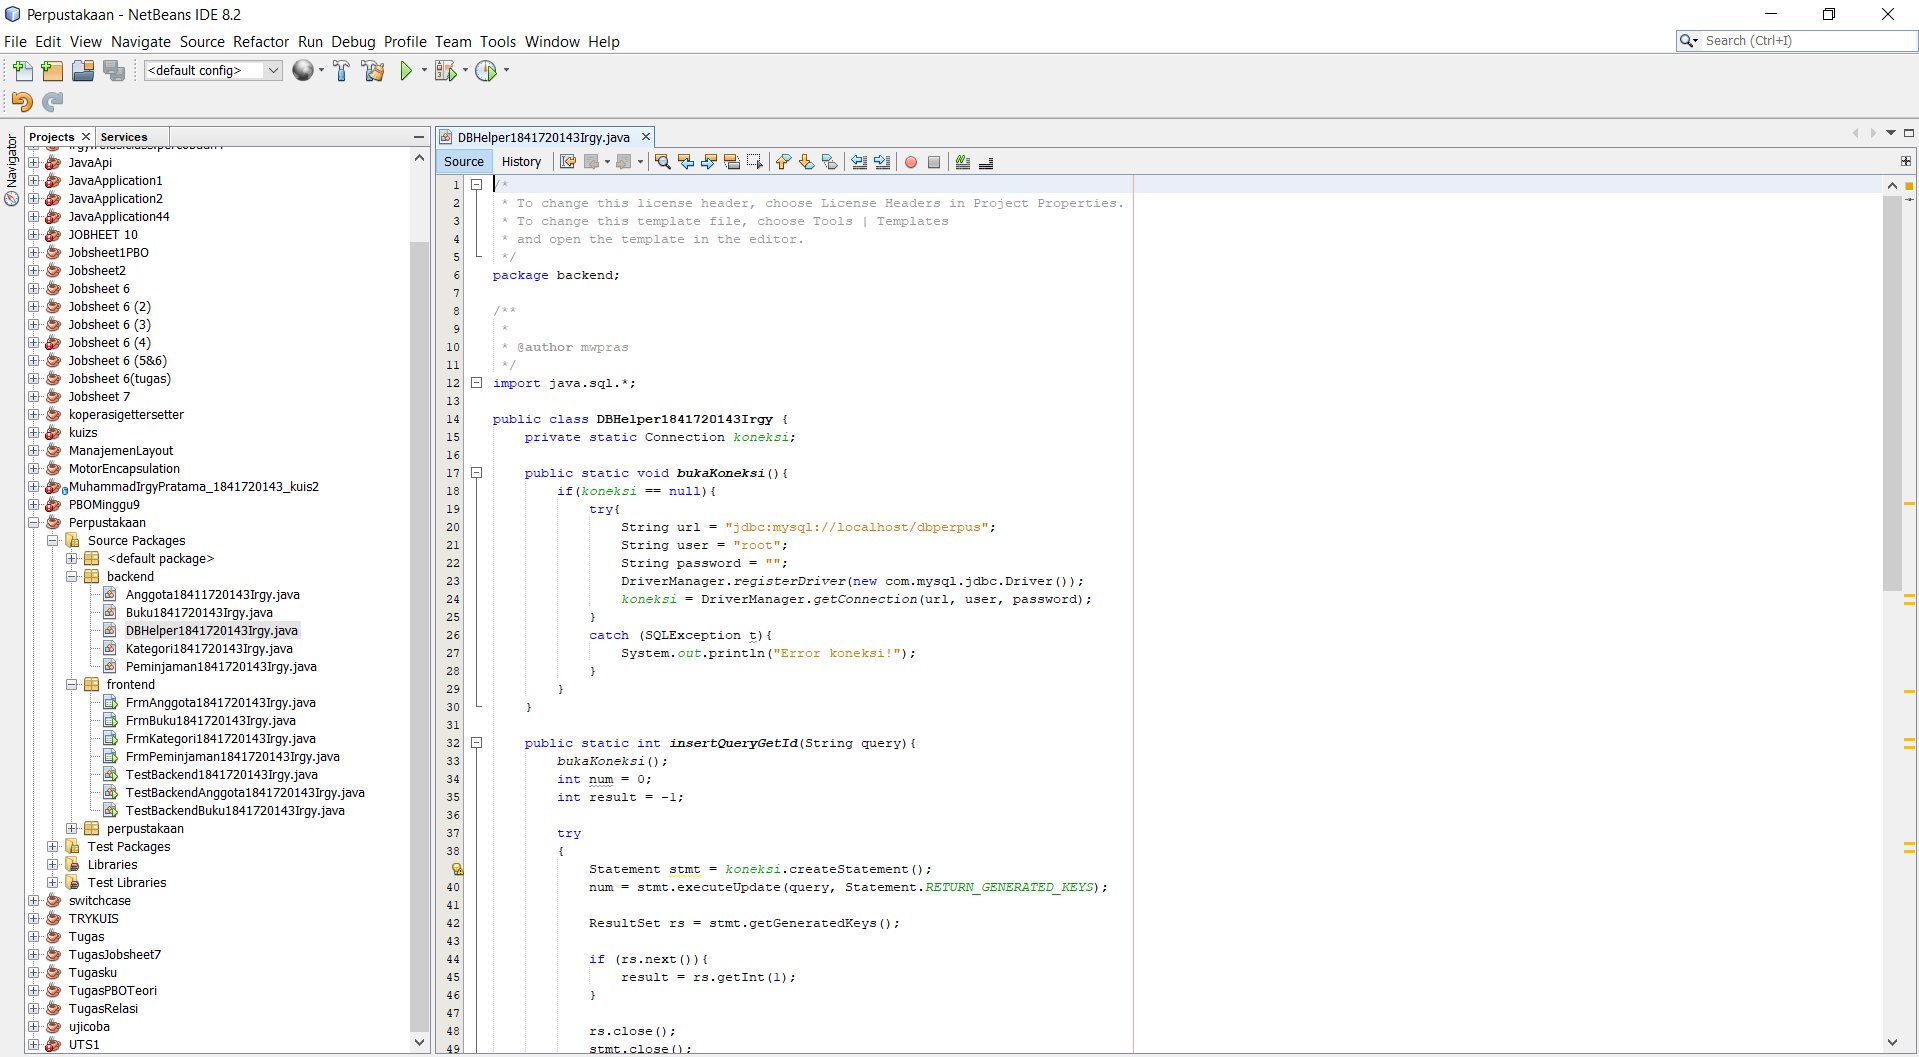 Perpustakaan - NetBeans IDE 8.2
File Edit View Navigate Source Refactor Run Debug Profile Team Tools Window Help
Search (Ctrl+I)
<default config>
Navigator
Projects
Services
JavaApi
JavaApplication1
JavaApplication2
JavaApplication44
JOBHEET 10
Jobsheet1PBO
Jobsheet2
Jobsheet 6
Jobsheet 6 (2)
Jobsheet 6 (3)
Jobsheet 6 (4)
Jobsheet 6 (5&6)
Jobsheet 6(tugas)
Jobsheet 7
koperasigettersetter
kuizs
ManajemenLayout
MotorEncapsulation
MuhammadIrgyPratama_1841720143_kuis2
PBOMinggu9
Perpustakaan
Source Packages
<default package>
backend
Anggota18411720143Irgy.java
Buku1841720143Irgy.java
DBHelper1841720143Irgy.java
Kategori1841720143Irgy.java
Peminjaman1841720143Irgy.java
frontend
FrmAnggota1841720143Irgy.java
FrmBuku1841720143Irgy.java
FrmKategori1841720143Irgy.java
FrmPeminjaman1841720143Irgy.java
TestBackend1841720143Irgy.java
TestBackendAnggota1841720143Irgy.java
TestBackendBuku1841720143Irgy.java
perpustakaan
Test Packages
Libraries
Test Libraries
switchcase
TRYKUIS
Tugas
TugasJobsheet7
Tugasku
TugasPBOTeori
TugasRelasi
ujicoba
UTS1
DBHelper1841720143Irgy.java
Source History
1 /*
2 * To change this license header, choose License Headers in Project Properties.
3 * To change this template file, choose Tools | Templates
4 * and open the template in the editor.
5 */
6 package backend;
7
8 /**
9 *
10 * @author mwpras
11 */
12 import java.sql.*;
13
14 public class DBHelper1841720143Irgy {
15 private static Connection koneksi;
16
17 public static void bukaKoneksi(){
18 if(koneksi == null){
19 try{
20 String url = "jdbc:mysql://localhost/dbperpus";
21 String user = "root";
22 String password = "";
23 DriverManager.registerDriver(new com.mysql.jdbc.Driver());
24 koneksi = DriverManager.getConnection(url, user, password);
25 }
26 catch (SQLException t){
27 System.out.println("Error koneksi!");
28 }
29 }
30 }
31
32 public static int insertQueryGetId(String query){
33 bukaKoneksi();
34 int num = 0;
35 int result = -1;
36
37 try
38 {
Statement stmt = koneksi.createStatement();
40 num = stmt.executeUpdate(query, Statement.RETURN_GENERATED_KEYS);
41
42 ResultSet rs = stmt.getGeneratedKeys();
43
44 if (rs.next()){
45 result = rs.getInt(1);
46 }
47
48 rs.close();
49 stmt.close();